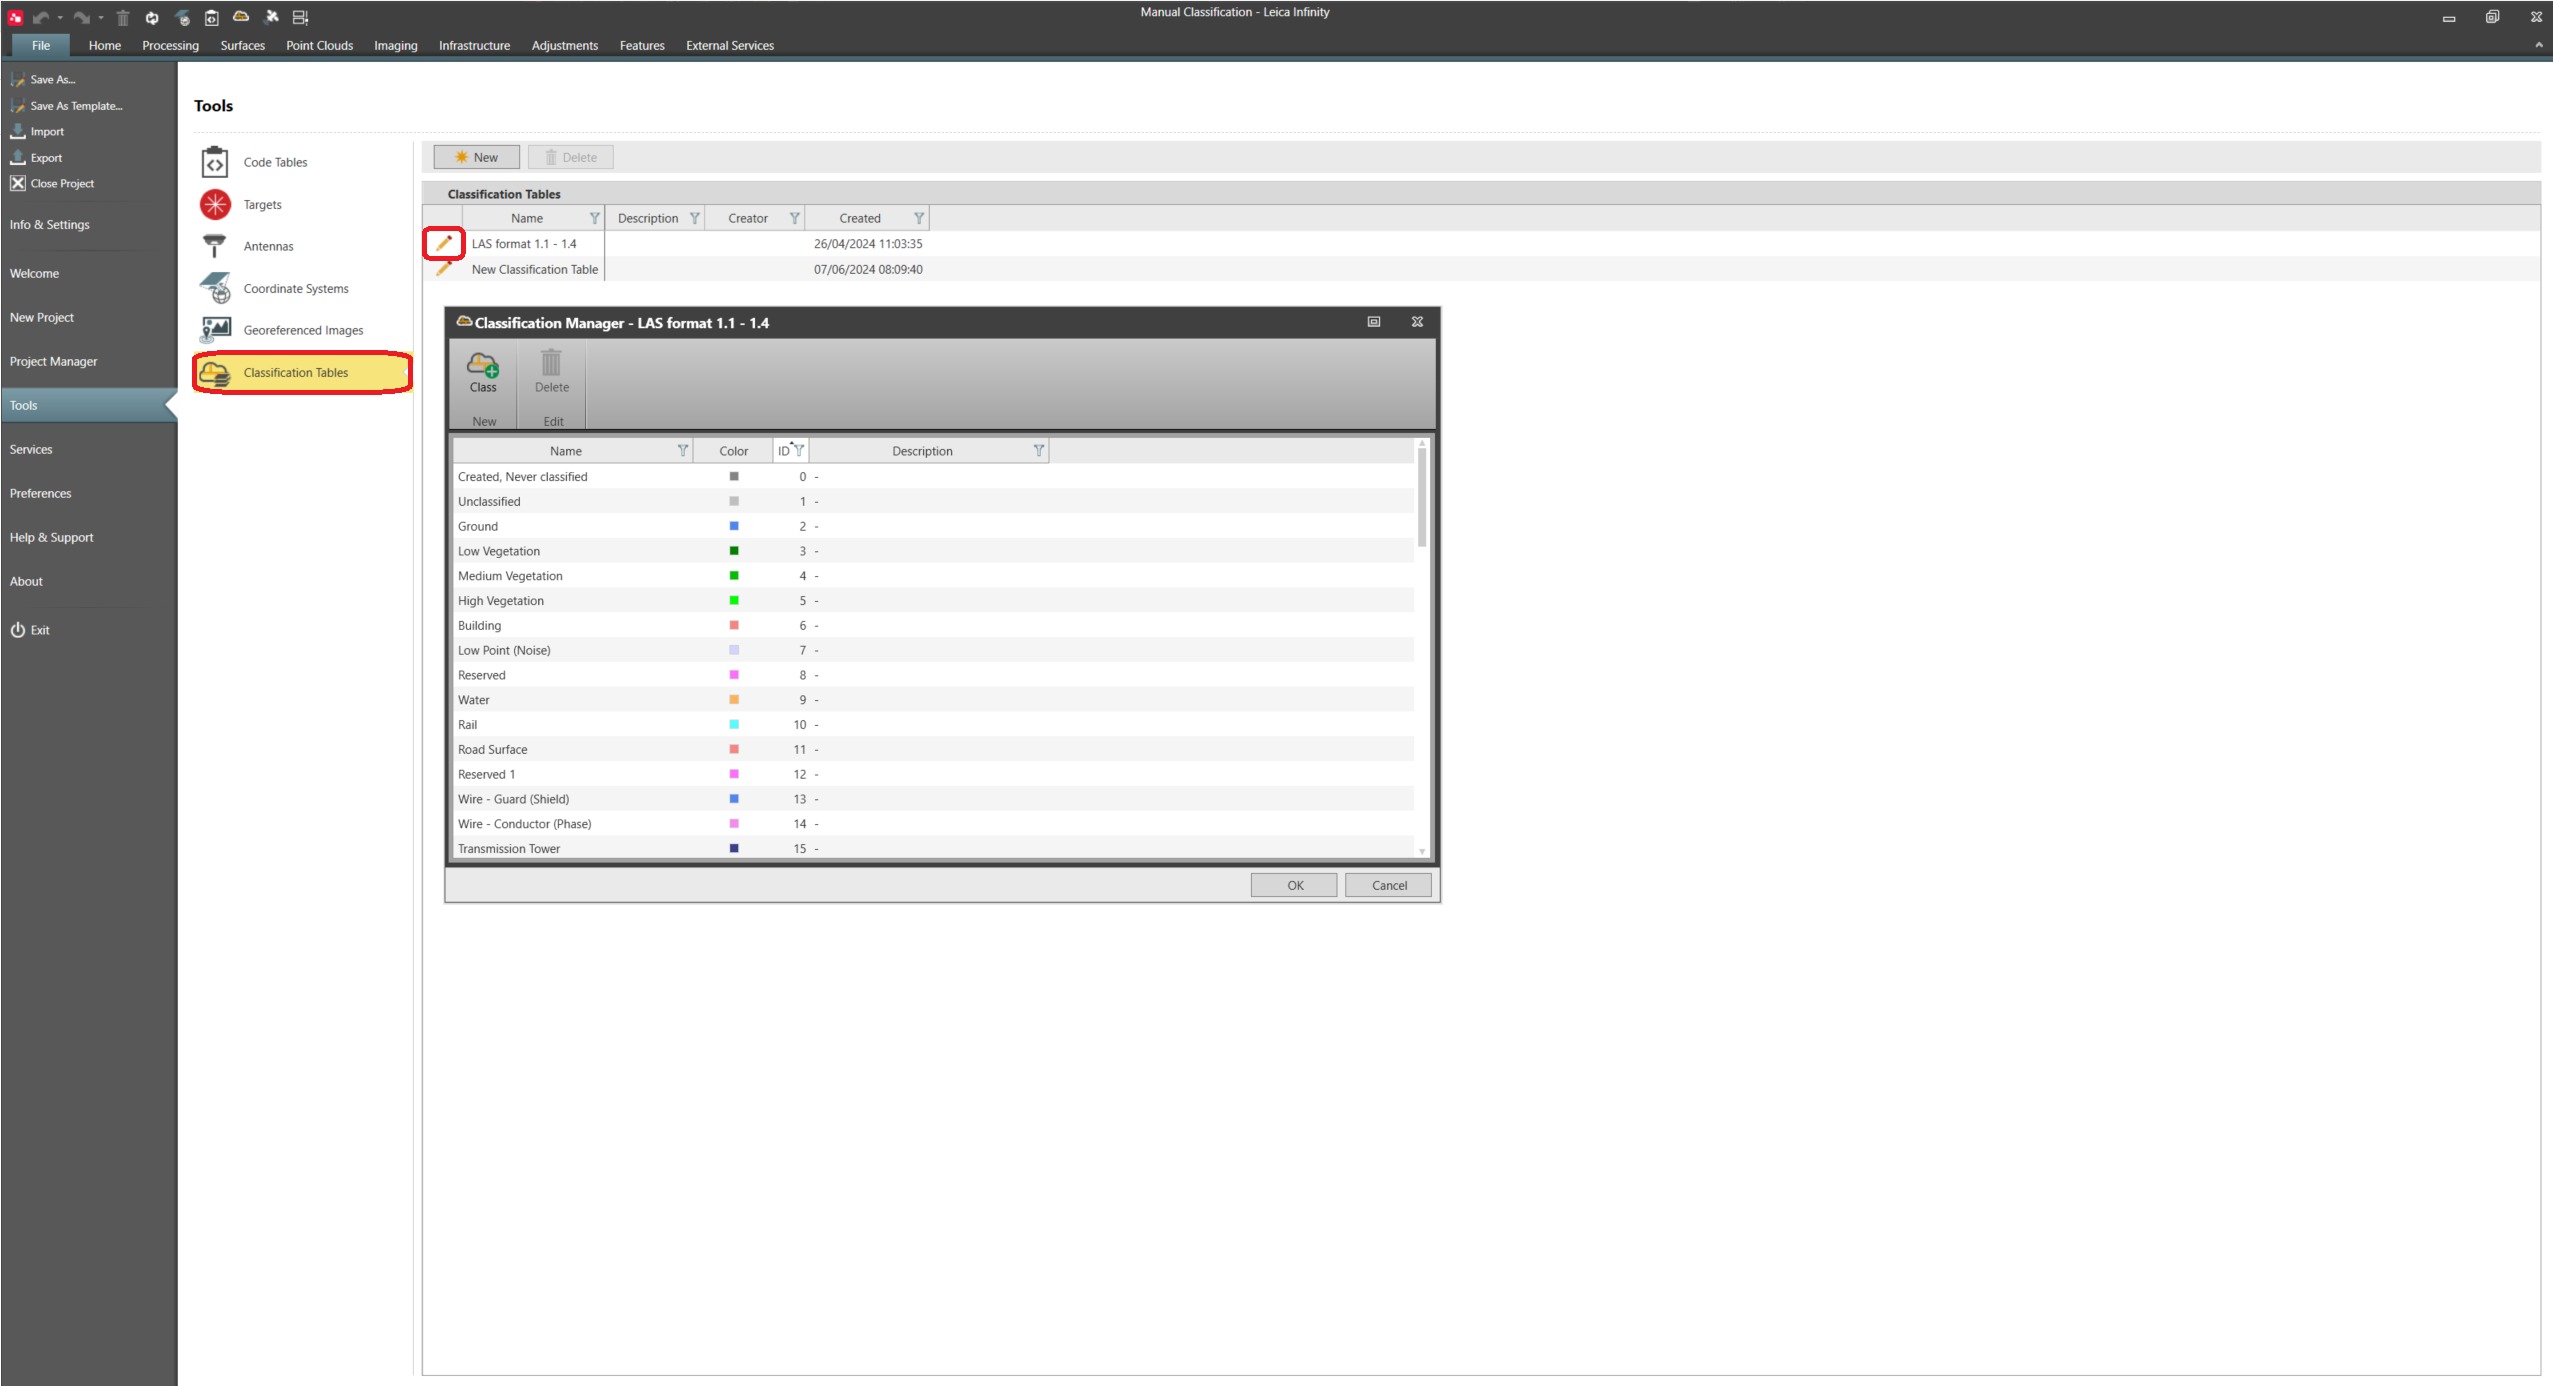 Manual Classification - Leica Infinity
File Home Processing Surfaces Point Clouds Imaging Infrastructure Adjustments Features External Services
Save As...
Save As Template...
Import
Export
Close Project
Info & Settings
Welcome
New Project
Project Manager
Tools
Services
Preferences
Help & Support
About
Exit
Tools
Code Tables
Targets
Antennas
Coordinate Systems
Georeferenced Images
Classification Tables
New Delete
Classification Tables
Name Description Creator Created
LAS format 1.1 - 1.4 26/04/2024 11:03:35
New Classification Table 07/06/2024 08:09:40
Classification Manager - LAS format 1.1 - 1.4
Class Delete
New Edit
Name Color ID Description
Created, Never classified 0 -
Unclassified 1 -
Ground 2 -
Low Vegetation 3 -
Medium Vegetation 4 -
High Vegetation 5 -
Building 6 -
Low Point (Noise) 7 -
Reserved 8 -
Water 9 -
Rail 10 -
Road Surface 11 -
Reserved 1 12 -
Wire - Guard (Shield) 13 -
Wire - Conductor (Phase) 14 -
Transmission Tower 15 -
OK Cancel